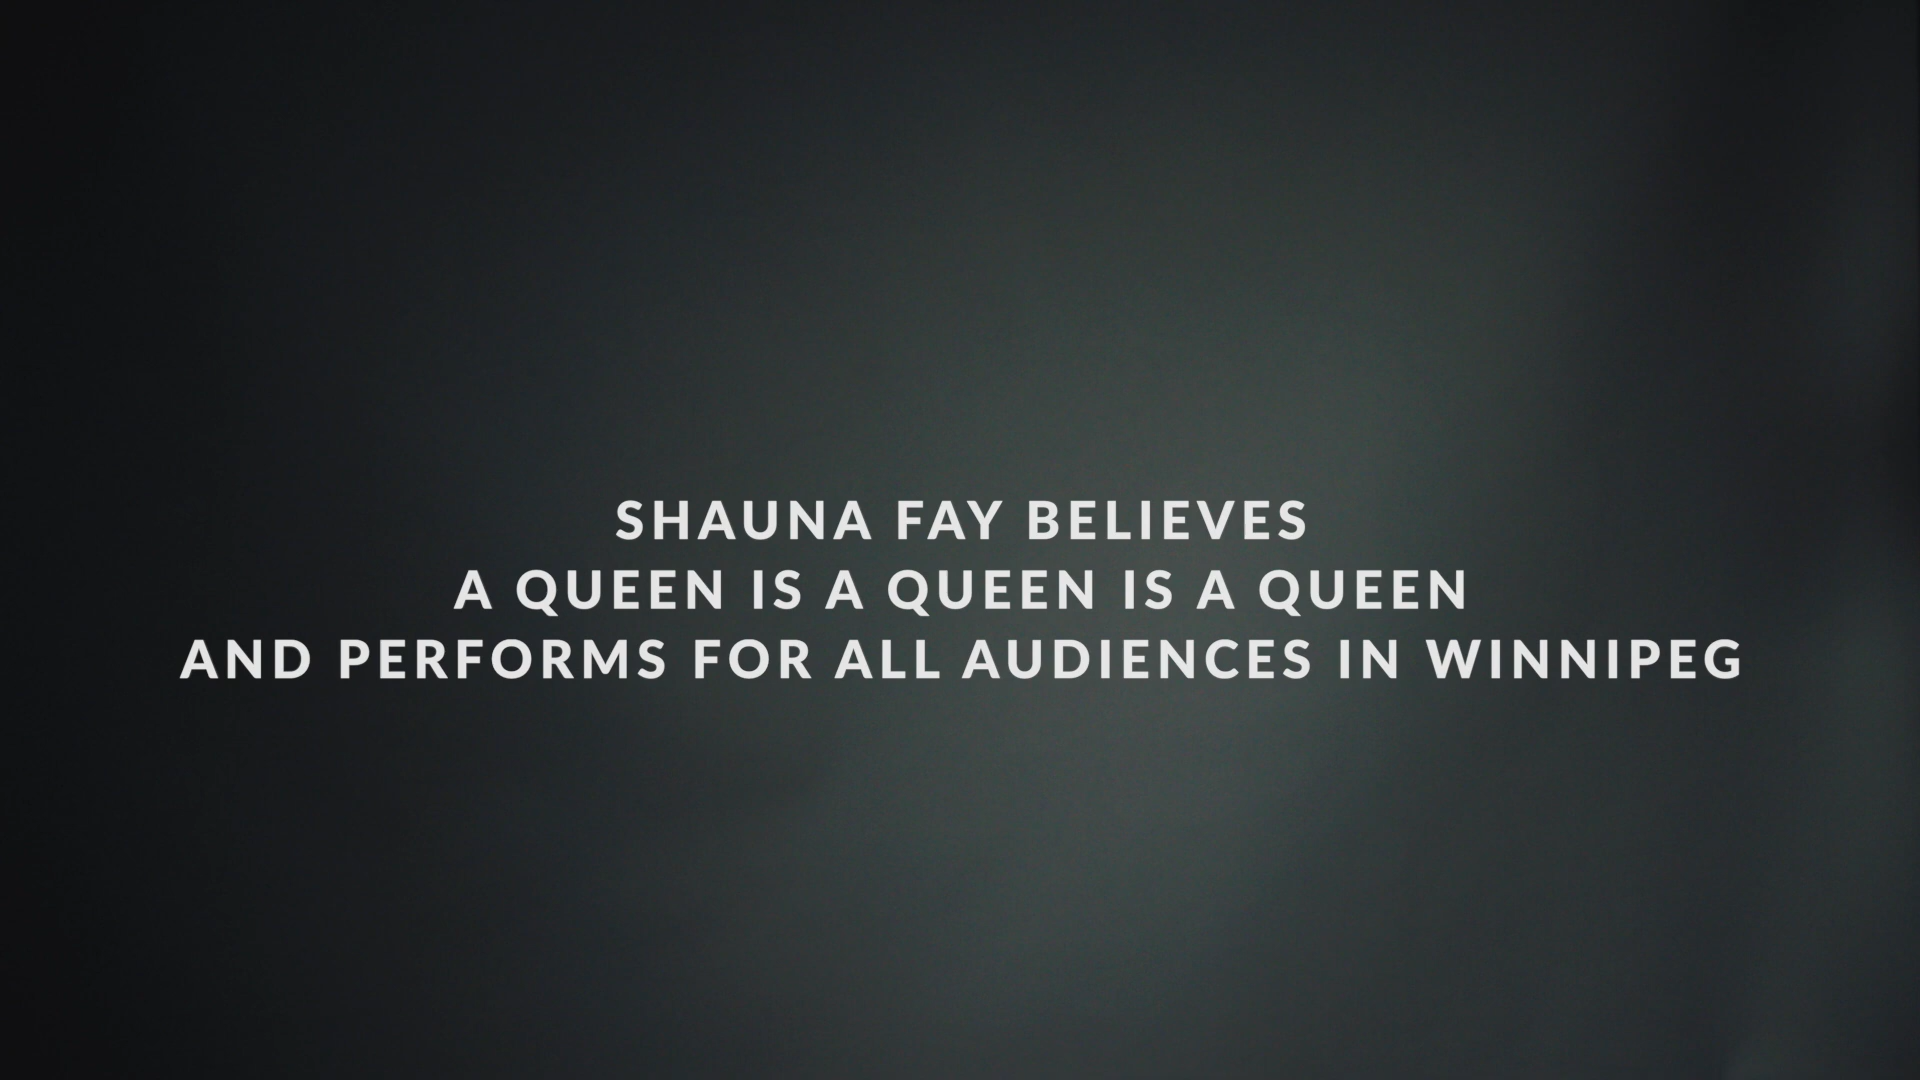 SHAUNA FAY BELIEVES
A QUEEN IS A QUEEN IS A QUEEN
AND PERFORMS FOR ALL AUDIENCES IN WINNIPEG